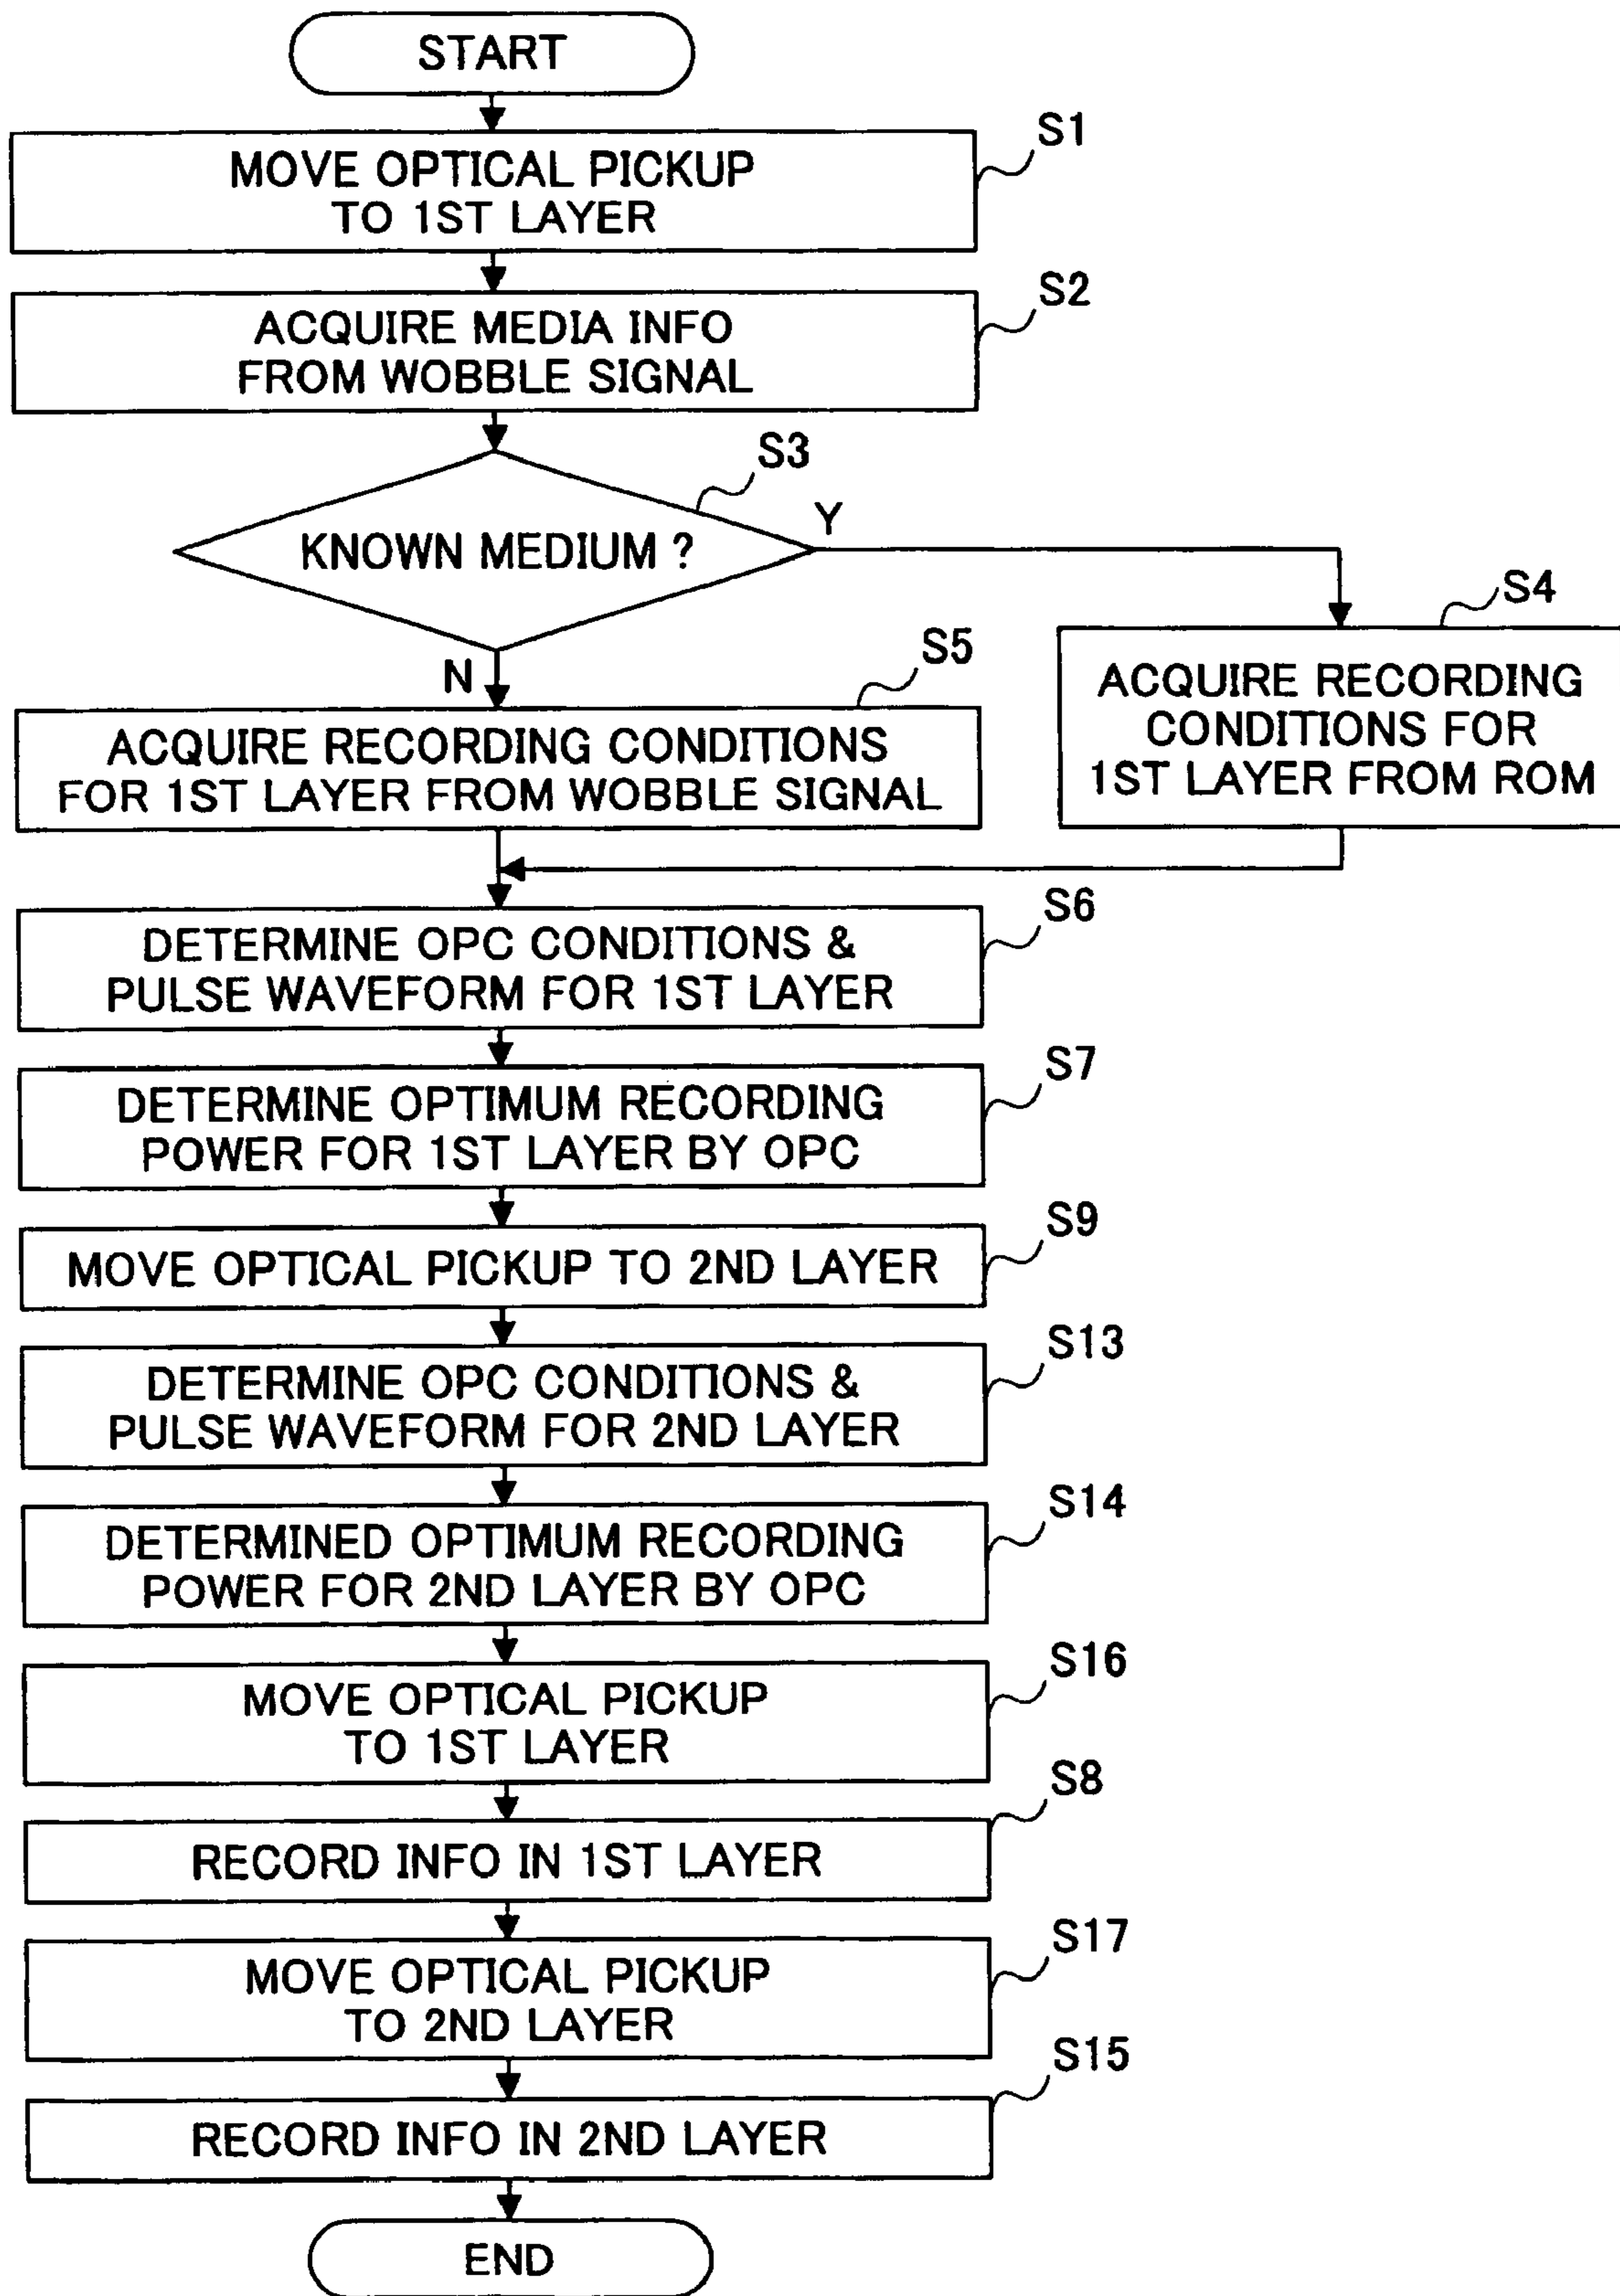 START
S1
MOVE OPTICAL PICKUP
TO 1ST LAYER
S2
ACQUIRE MEDIA INFO
FROM WOBBLE SIGNAL
S3
KNOWN MEDIUM ?
Y
N
S4
ACQUIRE RECORDING
CONDITIONS FOR
1ST LAYER FROM ROM
S5
ACQUIRE RECORDING CONDITIONS
FOR 1ST LAYER FROM WOBBLE SIGNAL
S6
DETERMINE OPC CONDITIONS &
PULSE WAVEFORM FOR 1ST LAYER
S7
DETERMINE OPTIMUM RECORDING
POWER FOR 1ST LAYER BY OPC
S9
MOVE OPTICAL PICKUP TO 2ND LAYER
S13
DETERMINE OPC CONDITIONS &
PULSE WAVEFORM FOR 2ND LAYER
S14
DETERMINED OPTIMUM RECORDING
POWER FOR 2ND LAYER BY OPC
S16
MOVE OPTICAL PICKUP
TO 1ST LAYER
S8
RECORD INFO IN 1ST LAYER
S17
MOVE OPTICAL PICKUP
TO 2ND LAYER
S15
RECORD INFO IN 2ND LAYER
END